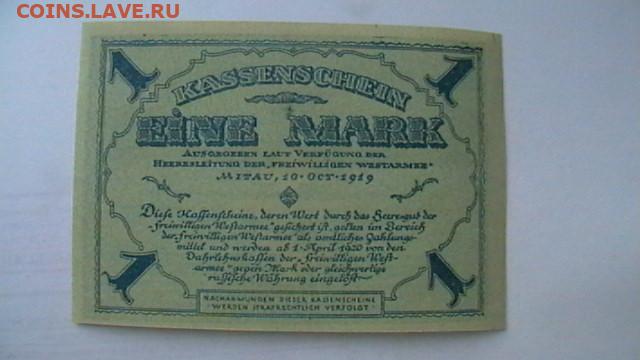 COINS.LAVE.RU
1 1
KASSENSCHEIN
EINE MARK
AUSGEGEBEN LAUT VERFÜGUNG DER
HEERESLEITUNG DER „FREIWILLIGEN WESTARMEE“
MITAU, 10·OCT·1919
Diese Kassenscheine, deren Wert durch das Heeresgut der
„freiwilligen Westarmee“ gesichert ist, gelten im Bereich
der „freiwilligen Westarmee“ als amtliches Zahlungs-
mittel und werden ab 1·April 1920 von den
Darlehnskassen der „freiwilligen West-
armee“ gegen Mark oder gleichwertige
russische Währung eingelöst·
1 1
NACHAHMUNGEN DIESER KASSENSCHEINE
WERDEN STRAFRECHTLICH VERFOLGT·